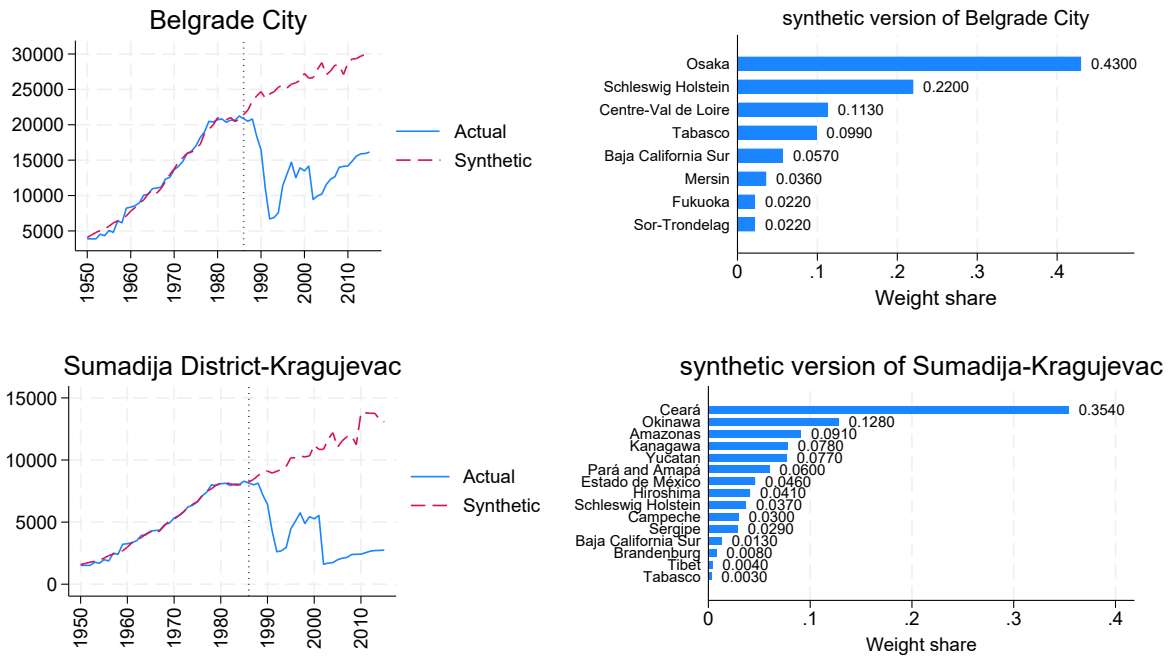 Belgrade City
30000
25000
20000
15000
10000
5000
1950
1960
1970
1980
1990
2000
2010
Actual
Synthetic
synthetic version of Belgrade City
Osaka 0.4300
Schleswig Holstein 0.2200
Centre-Val de Loire 0.1130
Tabasco 0.0990
Baja California Sur 0.0570
Mersin 0.0360
Fukuoka 0.0220
Sor-Trondelag 0.0220
0 .1 .2 .3 .4
Weight share
Sumadija District-Kragujevac
15000
10000
5000
0
1950
1960
1970
1980
1990
2000
2010
Actual
Synthetic
synthetic version of Sumadija-Kragujevac
Ceará 0.3540
Okinawa 0.1280
Amazonas 0.0910
Kanagawa 0.0780
Yucatan 0.0770
Pará and Amapá 0.0600
Estado de México 0.0460
Hiroshima 0.0410
Schleswig Holstein 0.0370
Campeche 0.0300
Sergipe 0.0290
Baja California Sur 0.0130
Brandenburg 0.0080
Tibet 0.0040
Tabasco 0.0030
0 .1 .2 .3 .4
Weight share